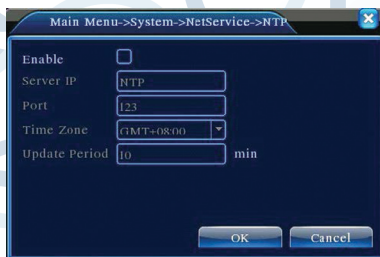 Main Menu->System->NetService->NTP
Enable
Server IP NTP
Port 123
Time Zone GMT+08:00
Update Period 10 min
OK Cancel